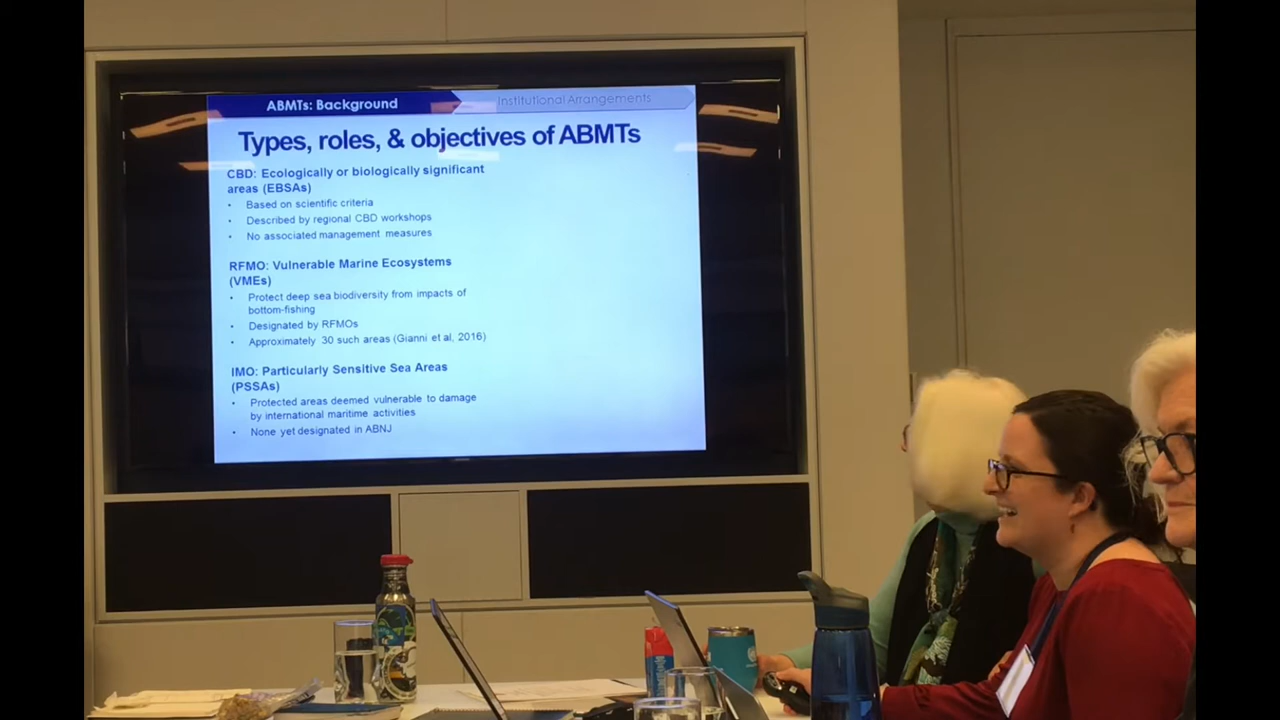 ABMTs: Background
Institutional Arrangements
Types, roles, & objectives of ABMTs
CBD: Ecologically or biologically significant
areas (EBSAs)
• Based on scientific criteria
• Described by regional CBD workshops
• No associated management measures
RFMO: Vulnerable Marine Ecosystems
(VMEs)
• Protect deep sea biodiversity from impacts of
bottom-fishing
• Designated by RFMOs
• Approximately 30 such areas (Gianni et al, 2016)
IMO: Particularly Sensitive Sea Areas
(PSSAs)
• Protected areas deemed vulnerable to damage
by international maritime activities
• None yet designated in ABNJ